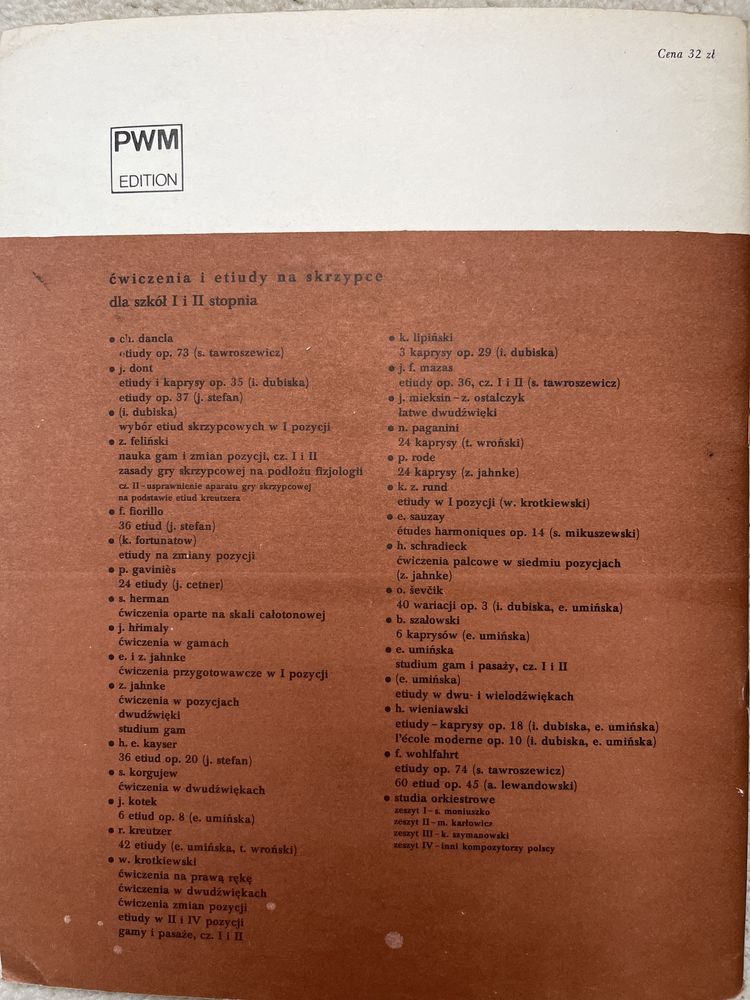 Cena 32 zł
PWM
EDITION
ćwiczenia i etiudy na skrzypce
dla szkół I i II stopnia
• ch. dancla
etiudy op. 73 (s. tawroszewicz)
• j. dont
etiudy i kaprysy op. 35 (i. dubiska)
etiudy op. 37 (j. stefan)
• (i. dubiska)
wybór etiud skrzypcowych w I pozycji
• z. feliński
nauka gam i zmian pozycji, cz. I i II
zasady gry skrzypcowej na podłożu fizjologii
cz. II - usprawnienie aparatu gry skrzypcowej
na podstawie etiud kreutzera
• f. fiorillo
36 etiud (j. stefan)
• (k. fortunatow)
etiudy na zmiany pozycji
• p. gaviniès
24 etiudy (j. cetner)
• s. herman
ćwiczenia oparte na skali całotonowej
• j. hřimaly
ćwiczenia w gamach
• e. i z. jahnke
ćwiczenia przygotowawcze w I pozycji
• z. jahnke
ćwiczenia w pozycjach
dwudźwięki
studium gam
• h. e. kayser
36 etiud op. 20 (j. stefan)
• s. korgujew
ćwiczenia w dwudźwiękach
• j. kotek
6 etiud op. 8 (e. umińska)
• r. kreutzer
42 etiudy (e. umińska, t. wroński)
• w. krotkiewski
ćwiczenia na prawą rękę
ćwiczenia w dwudźwiękach
ćwiczenia zmian pozycji
etiudy w II i IV pozycji
gamy i pasaże, cz. I i II
• k. lipiński
3 kaprysy op. 29 (i. dubiska)
• j. f. mazas
etiudy op. 36, cz. I i II (s. tawroszewicz)
• j. mieksin - z. ostalczyk
łatwe dwudźwięki
• n. paganini
24 kaprysy (t. wroński)
• p. rode
24 kaprysy (z. jahnke)
• k. z. rund
etiudy w I pozycji (w. krotkiewski)
• e. sauzay
études harmoniques op. 14 (s. mikuszewski)
• h. schradieck
ćwiczenia palcowe w siedmiu pozycjach
(z. jahnke)
• o. ševčik
40 wariacji op. 3 (i. dubiska, e. umińska)
• b. szałowski
6 kaprysów (e. umińska)
• e. umińska
studium gam i pasaży, cz. I i II
• (e. umińska)
etiudy w dwu- i wielodźwiękach
• h. wieniawski
etiudy - kaprysy op. 18 (i. dubiska, e. umińska)
l'école moderne op. 10 (i. dubiska, e. umińska)
• f. wohlfahrt
etiudy op. 74 (s. tawroszewicz)
60 etiud op. 45 (a. lewandowski)
• studia orkiestrowe
zeszyt I - s. moniuszko
zeszyt II - m. karłowicz
zeszyt III - k. szymanowski
zeszyt IV - inni kompozytorzy polscy